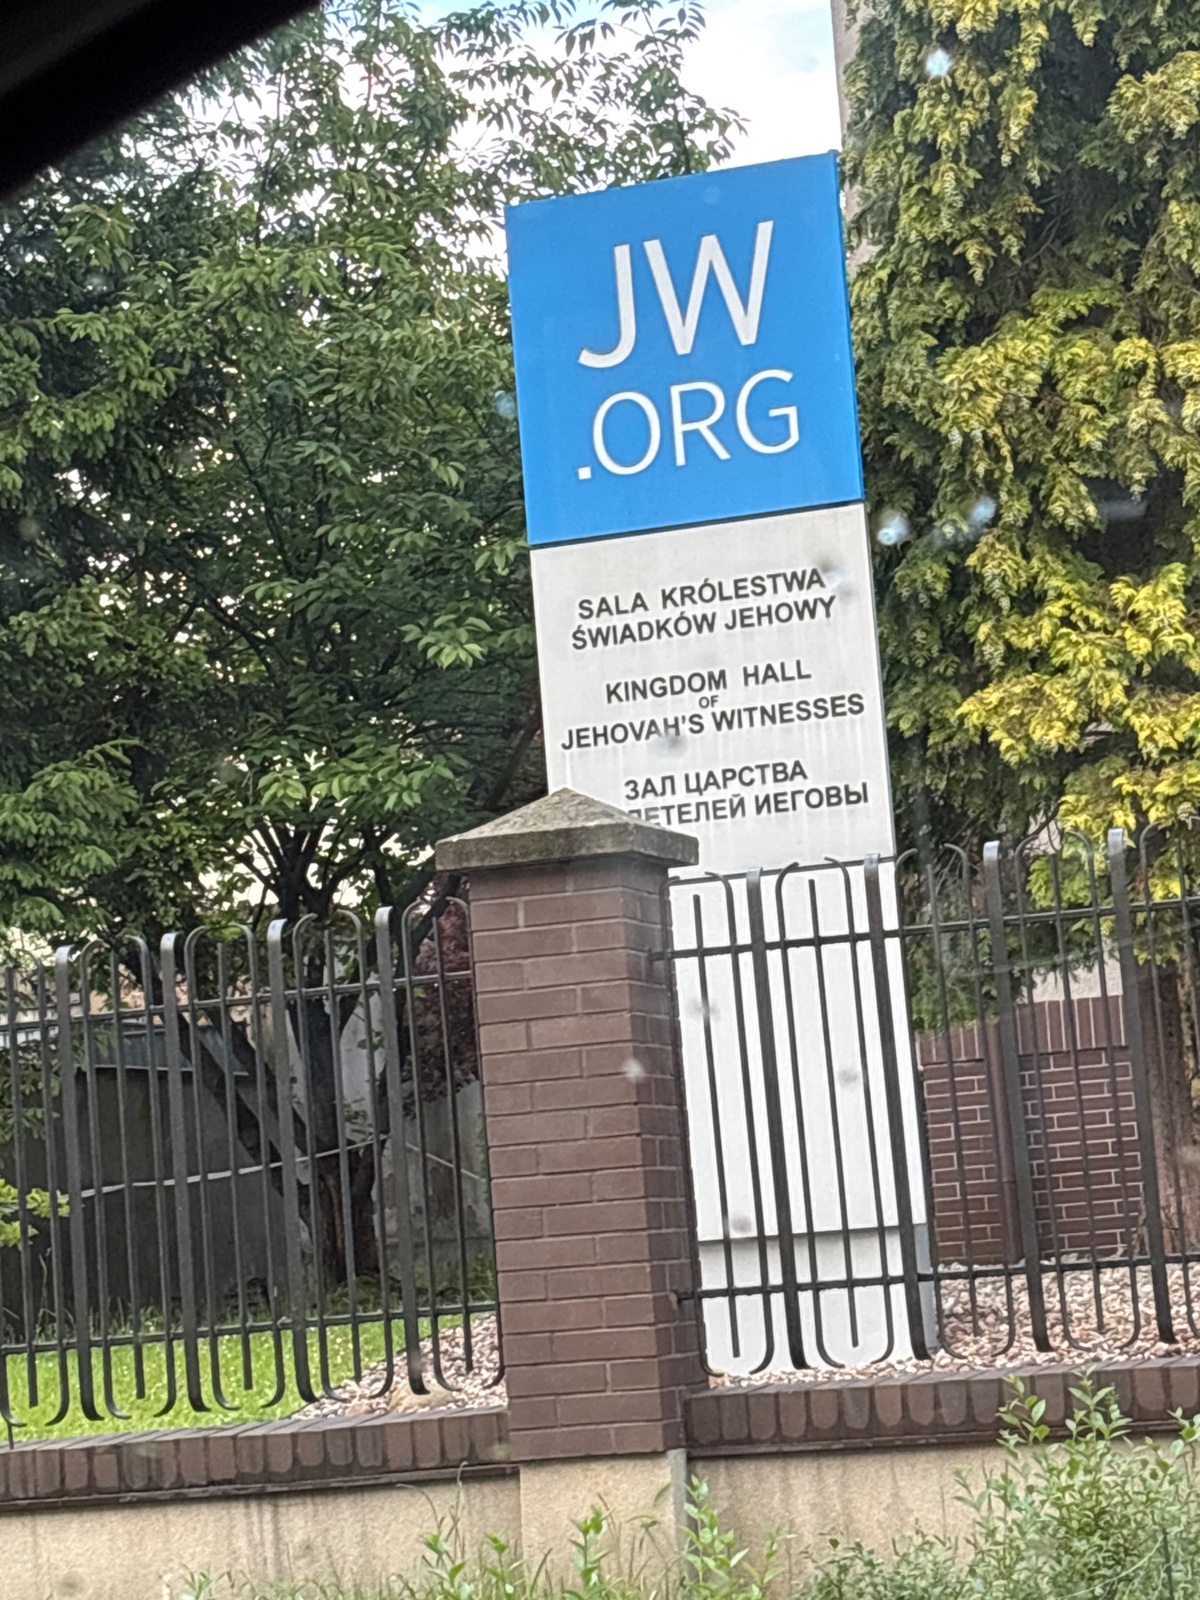 JW
.ORG
SALA KRÓLESTWA
ŚWIADKÓW JEHOWY
KINGDOM HALL
OF
JEHOVAH'S WITNESSES
ЗАЛ ЦАРСТВА
ИЕГОВЫ